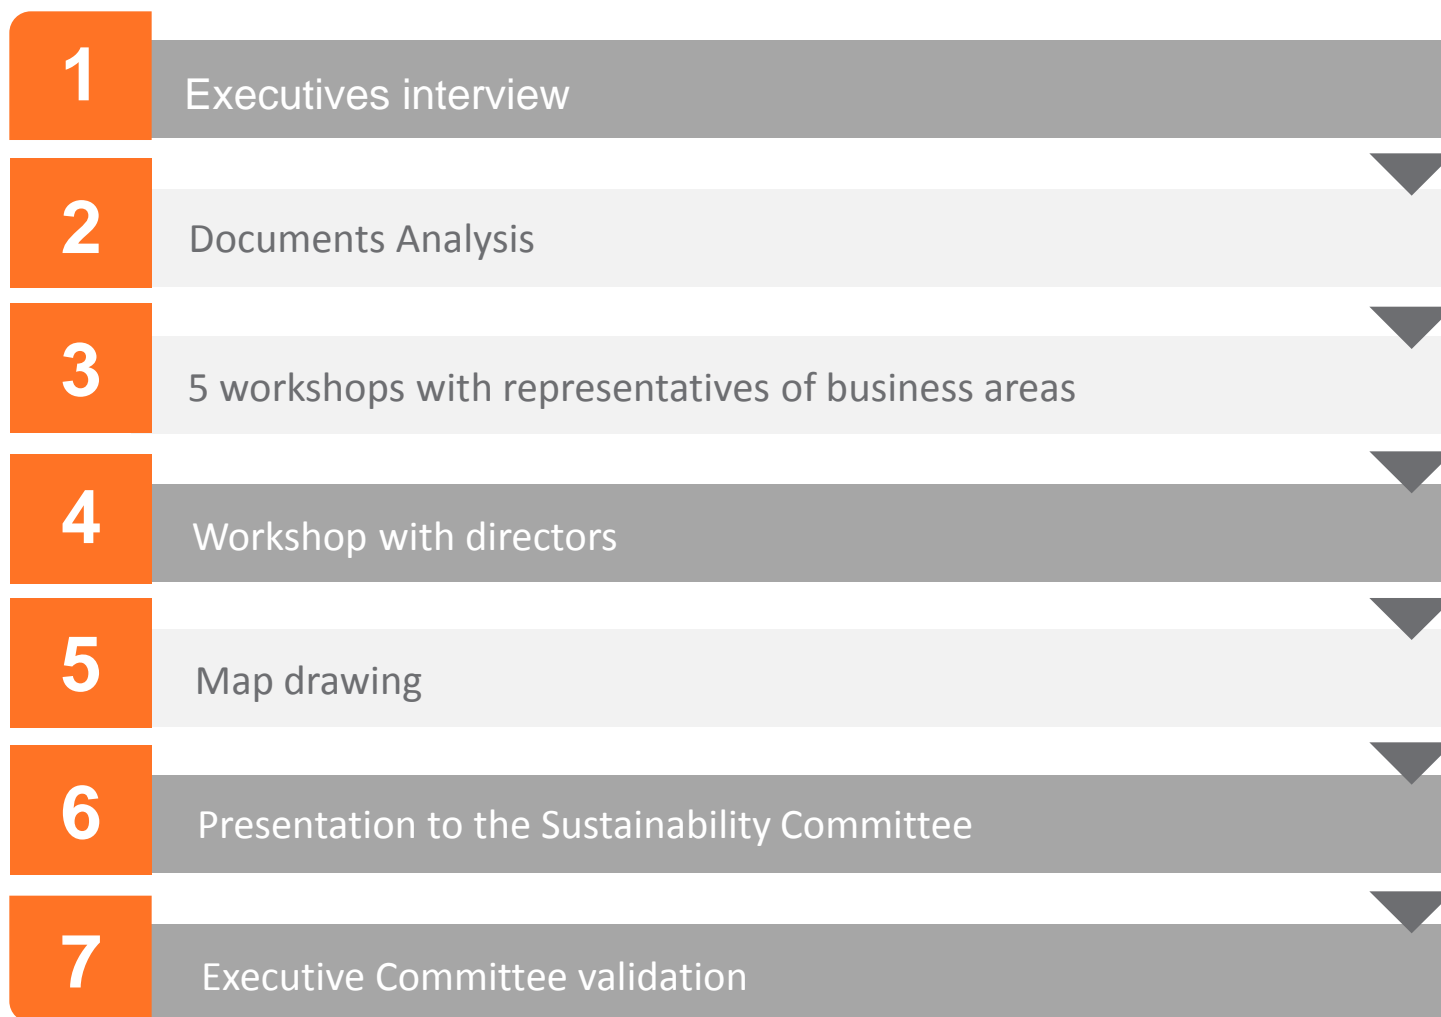 1
Executives interview
2
Documents Analysis
3
5 workshops with representatives of business areas
4
Workshop with directors
5
Map drawing
6
Presentation to the Sustainability Committee
7
Executive Committee validation